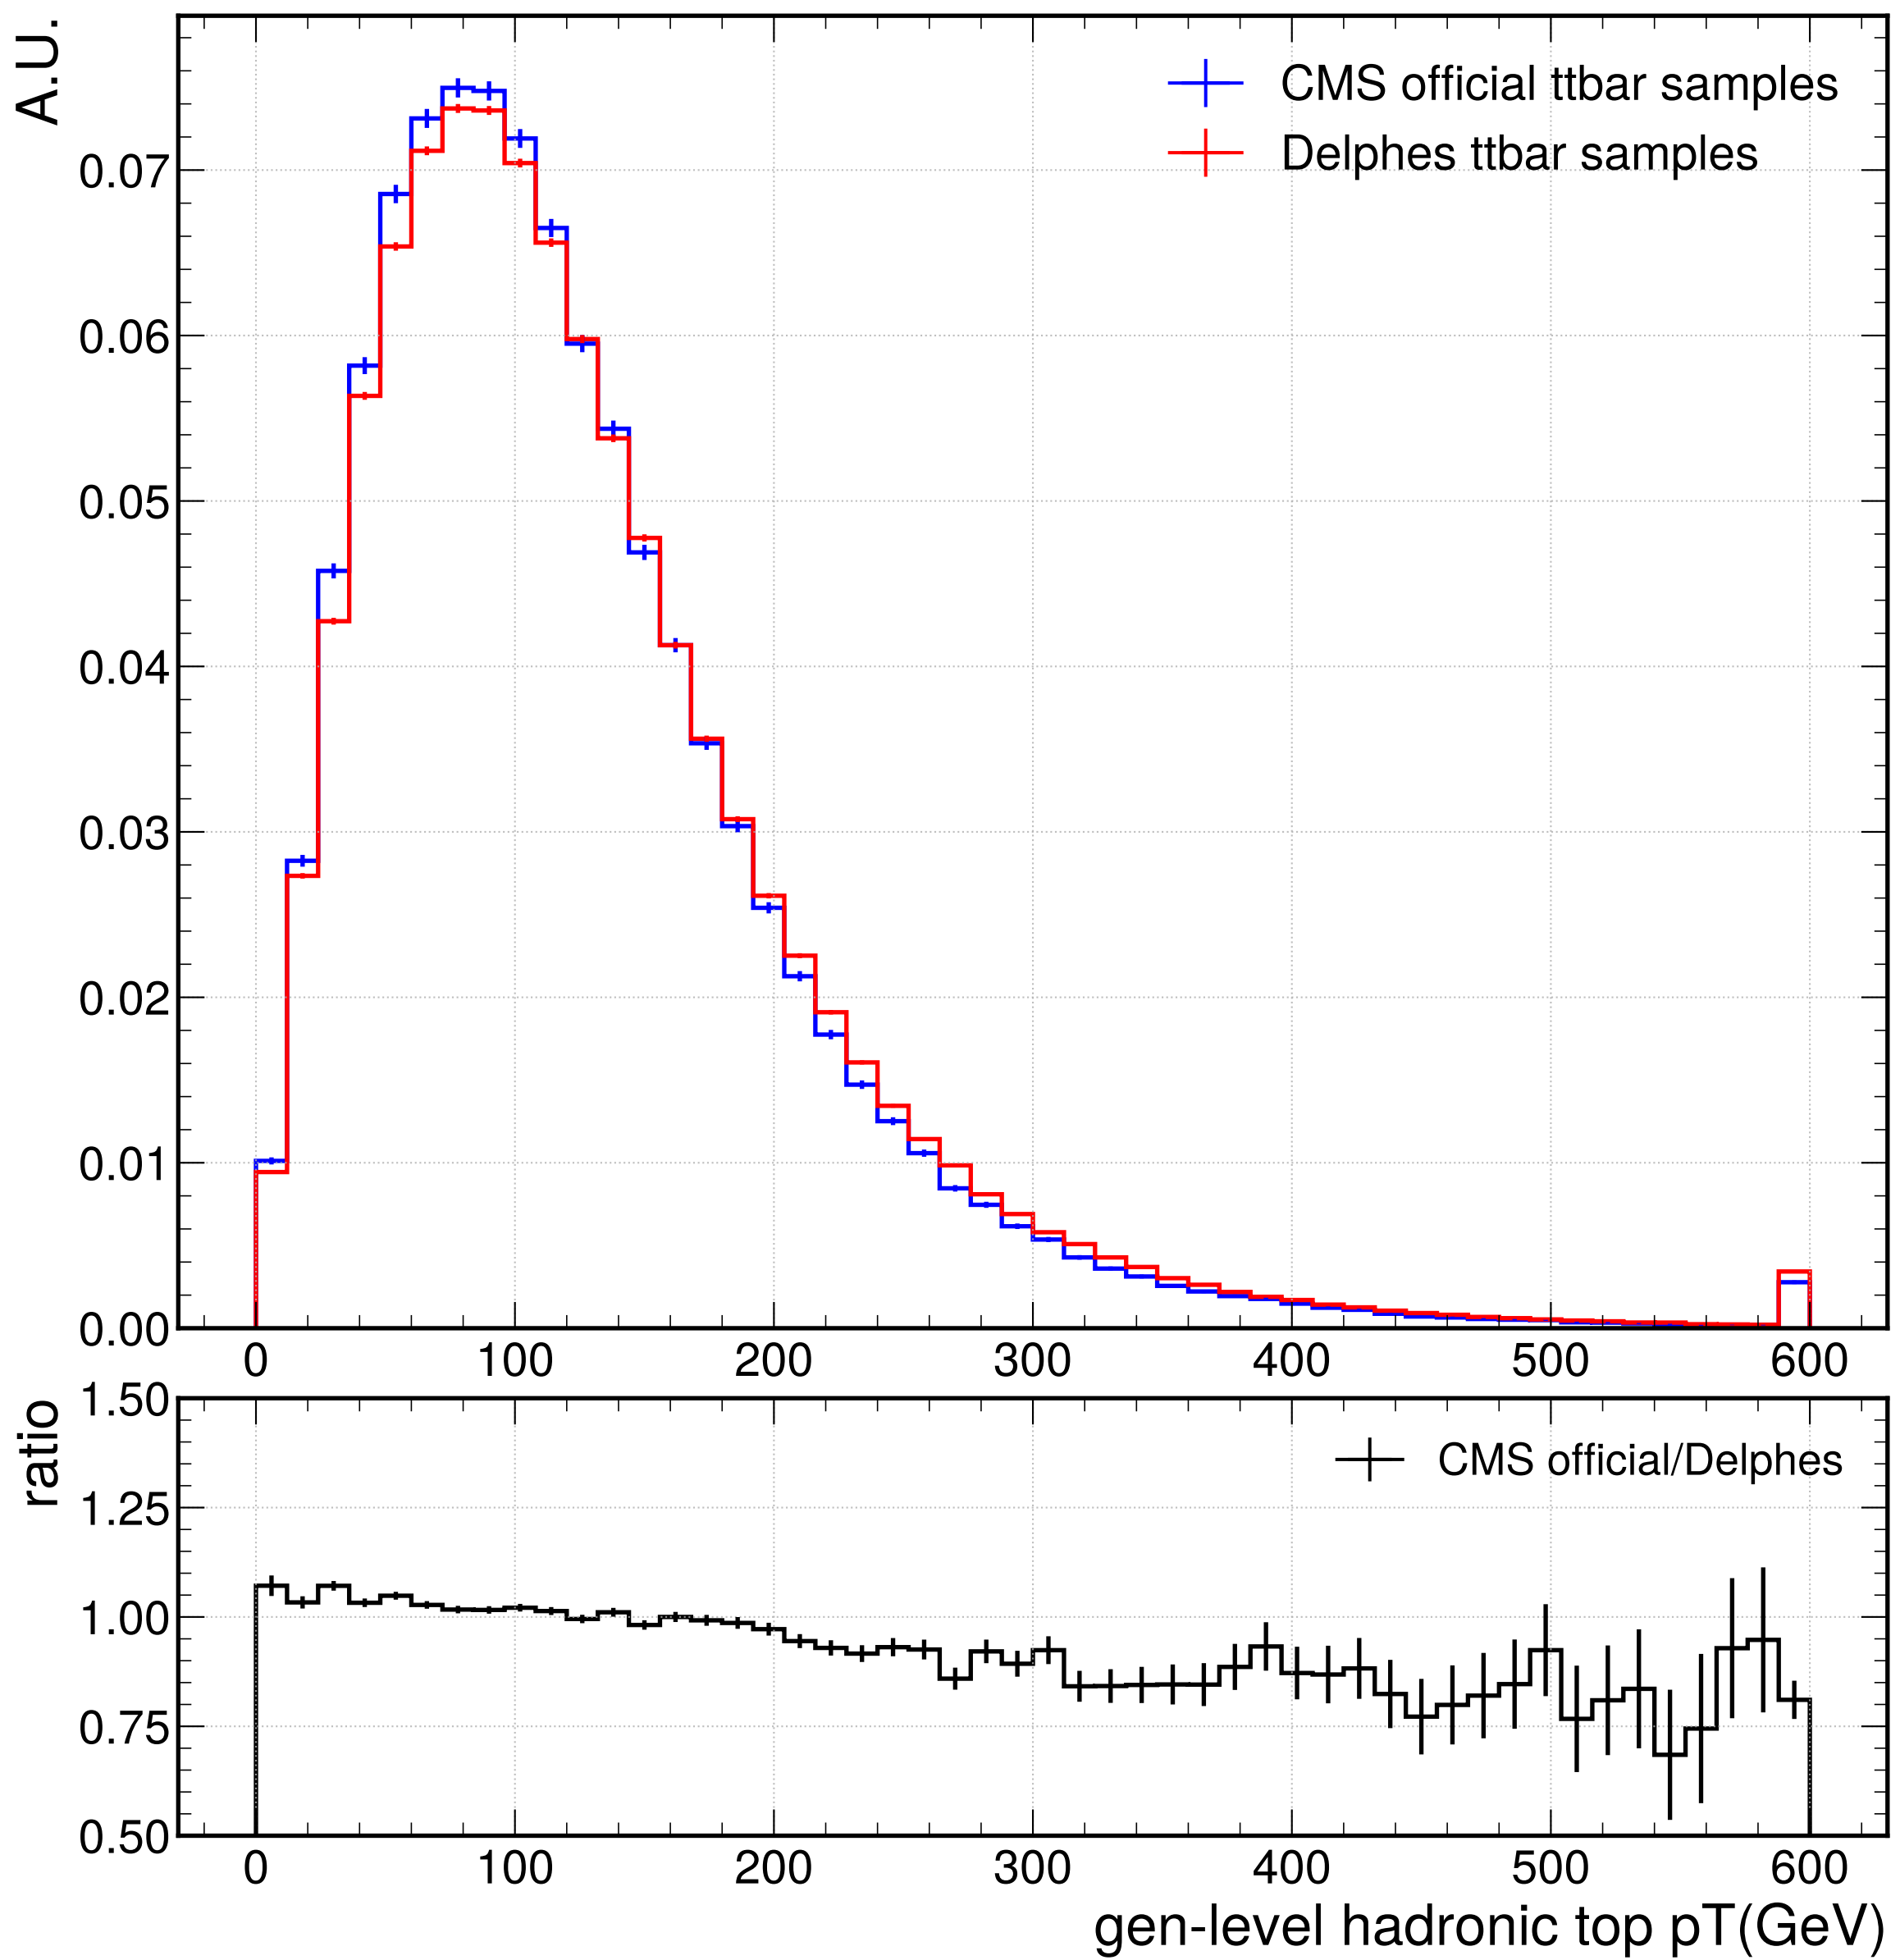 A.U.
CMS official ttbar samples
Delphes ttbar samples
0.07
0.06
0.05
0.04
0.03
0.02
0.01
0.00
0 100 200 300 400 500 600
ratio
CMS official/Delphes
1.50
1.25
1.00
0.75
0.50
0 100 200 300 400 500 600
gen-level hadronic top pT(GeV)